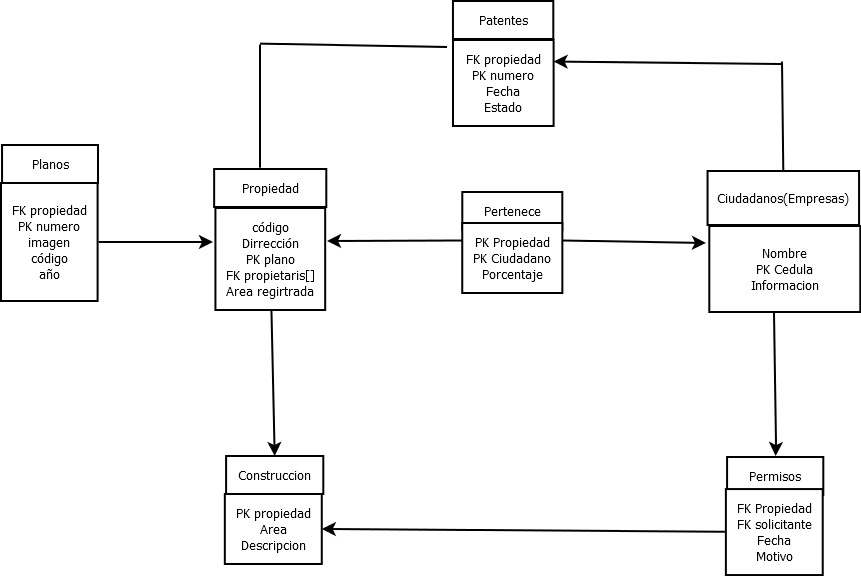 Patentes
FK propiedad
PK numero
Fecha
Estado
Planos
FK propiedad
PK numero
imagen
código
año
Propiedad
código
Dirrección
PK plano
FK propietaris[]
Area regirtrada
Pertenece
PK Propiedad
PK Ciudadano
Porcentaje
Ciudadanos(Empresas)
Nombre
PK Cedula
Informacion
Construccion
PK propiedad
Area
Descripcion
Permisos
FK Propiedad
FK solicitante
Fecha
Motivo